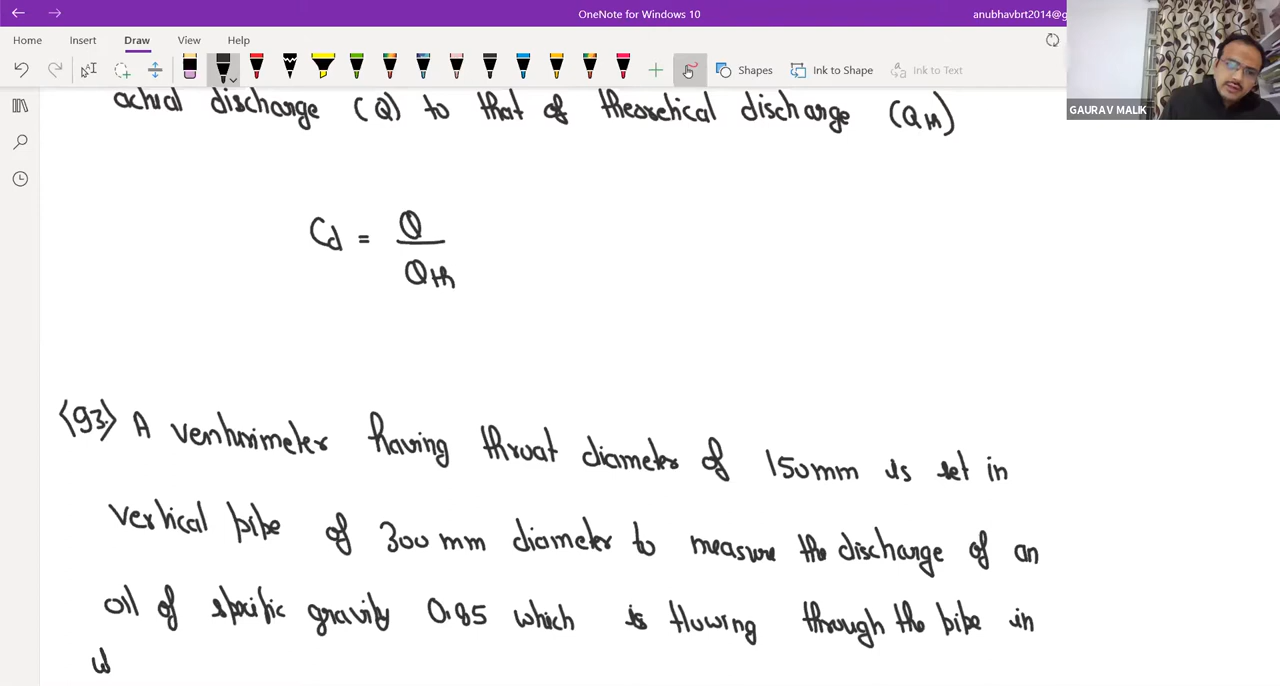 OneNote for Windows 10
anubhavbrt2014@g
Home Insert Draw View Help
Shapes Ink to Shape Ink to Text
GAURAV MALIK
actual discharge (Q) to that of theoretical discharge (Qth)
Cd = Q
Qth
<93.> A venturimeter having throat diameter of 150mm is set in
vertical pipe of 300 mm diameter to measure the discharge of an
oil of specific gravity 0.85 which is flowing through the pipe in